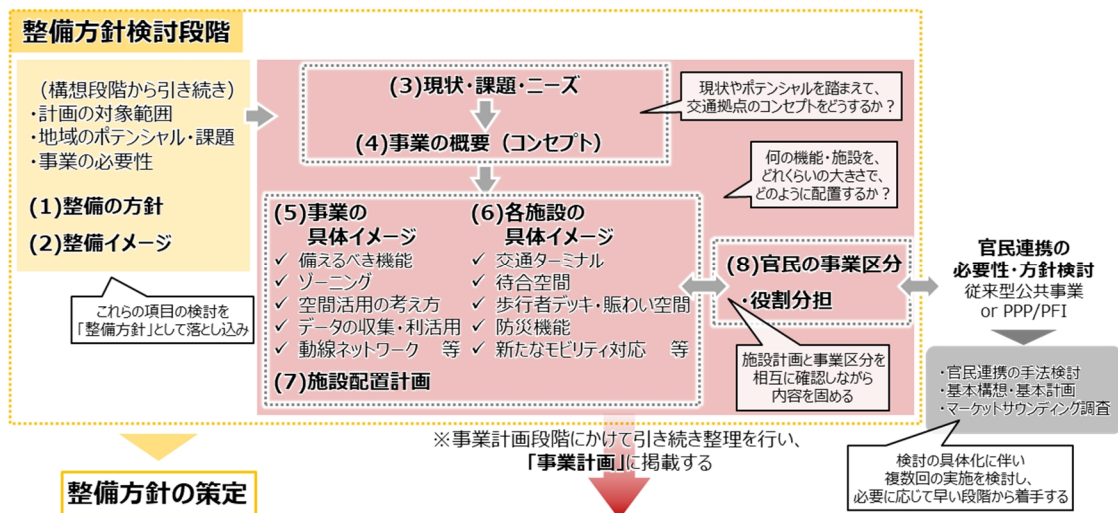 整備方針検討段階
(構想段階から引き続き)
・計画の対象範囲
・地域のポテンシャル・課題
・事業の必要性
(1)整備の方針
(2)整備イメージ
これらの項目の検討を
「整備方針」として落とし込み
(3)現状・課題・ニーズ
(4)事業の概要（コンセプト）
現状やポテンシャルを踏まえて、
交通拠点のコンセプトをどうするか？
何の機能・施設を、
どれくらいの大きさで、
どのように配置するか？
(5)事業の
具体イメージ
✓ 備えるべき機能
✓ ゾーニング
✓ 空間活用の考え方
✓ データの収集・利活用
✓ 動線ネットワーク 等
(6)各施設の
具体イメージ
✓ 交通ターミナル
✓ 待合空間
✓ 歩行者デッキ・賑わい空間
✓ 防災機能
✓ 新たなモビリティ対応 等
(7)施設配置計画
(8)官民の事業区分
・役割分担
施設計画と事業区分を
相互に確認しながら
内容を固める
官民連携の
必要性・方針検討
従来型公共事業
or PPP/PFI
・官民連携の手法検討
・基本構想・基本計画
・マーケットサウンディング調査
検討の具体化に伴い
複数回の実施を検討し、
必要に応じて早い段階から着手する
※事業計画段階にかけて引き続き整理を行い、
「事業計画」に掲載する
整備方針の策定